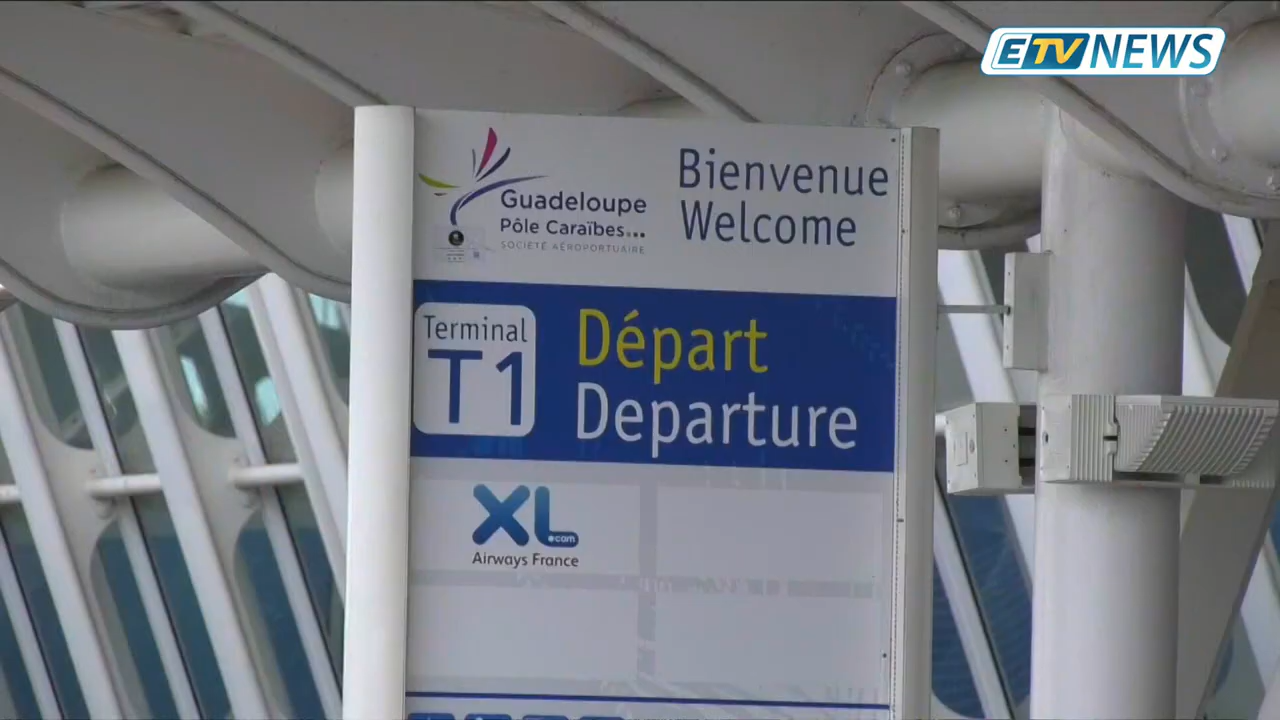 ETV NEWS
Guadeloupe
Pôle Caraïbes...
SOCIÉTÉ AÉROPORTUAIRE
Bienvenue
Welcome
Terminal
T1
Départ
Departure
XL.com
Airways France